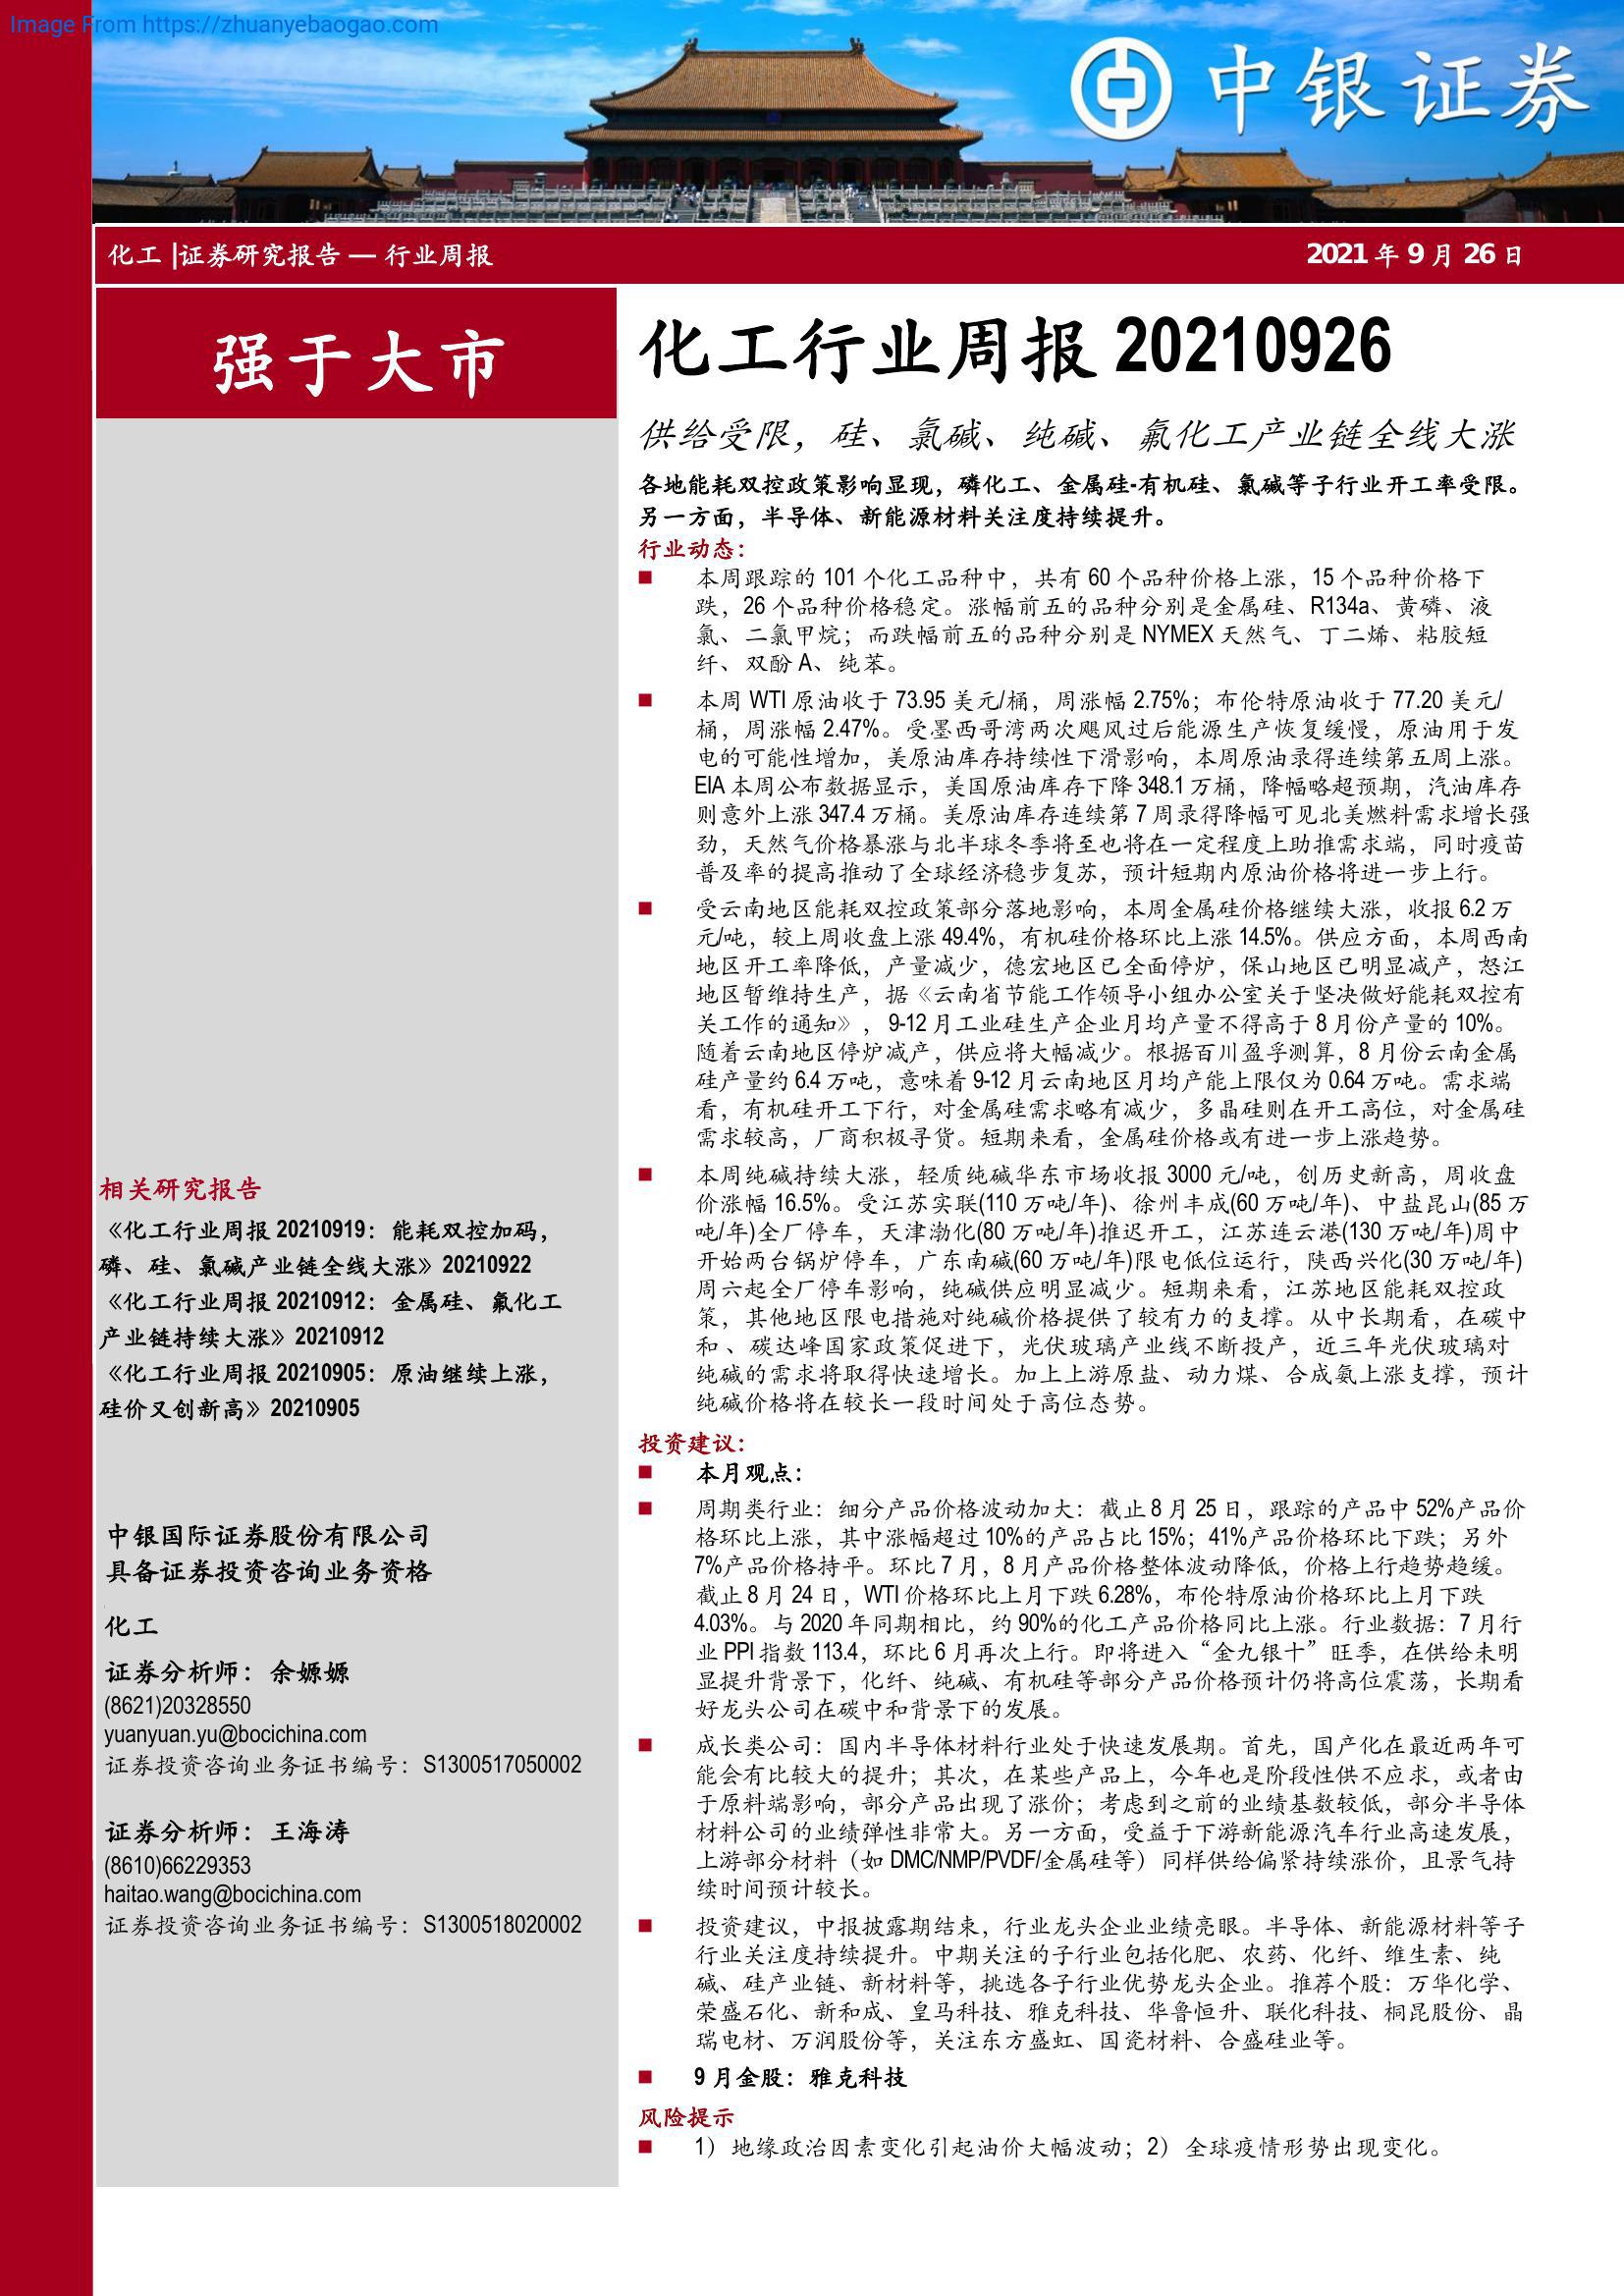 Image From https://zhuanyebaogao.com
中银证券
化工 |证券研究报告 — 行业周报
2021 年 9 月 26 日
强于大市
相关研究报告
《化工行业周报 20210919：能耗双控加码，
磷、硅、氯碱产业链全线大涨》20210922
《化工行业周报 20210912：金属硅、氟化工
产业链持续大涨》20210912
《化工行业周报 20210905：原油继续上涨，
硅价又创新高》20210905
中银国际证券股份有限公司
具备证券投资咨询业务资格
化工
证券分析师：余嫄嫄
(8621)20328550
yuanyuan.yu@bocichina.com
证券投资咨询业务证书编号：S1300517050002
证券分析师：王海涛
(8610)66229353
haitao.wang@bocichina.com
证券投资咨询业务证书编号：S1300518020002
化工行业周报 20210926
供给受限，硅、氯碱、纯碱、氟化工产业链全线大涨
各地能耗双控政策影响显现，磷化工、金属硅-有机硅、氯碱等子行业开工率受限。
另一方面，半导体、新能源材料关注度持续提升。
行业动态：
本周跟踪的 101 个化工品种中，共有 60 个品种价格上涨，15 个品种价格下
跌，26 个品种价格稳定。涨幅前五的品种分别是金属硅、R134a、黄磷、液
氯、二氯甲烷；而跌幅前五的品种分别是 NYMEX 天然气、丁二烯、粘胶短
纤、双酚 A、纯苯。
本周 WTI 原油收于 73.95 美元/桶，周涨幅 2.75%；布伦特原油收于 77.20 美元/
桶，周涨幅 2.47%。受墨西哥湾两次飓风过后能源生产恢复缓慢，原油用于发
电的可能性增加，美原油库存持续性下滑影响，本周原油录得连续第五周上涨。
EIA 本周公布数据显示，美国原油库存下降 348.1 万桶，降幅略超预期，汽油库存
则意外上涨 347.4 万桶。美原油库存连续第 7 周录得降幅可见北美燃料需求增长强
劲，天然气价格暴涨与北半球冬季将至也将在一定程度上助推需求端，同时疫苗
普及率的提高推动了全球经济稳步复苏，预计短期内原油价格将进一步上行。
受云南地区能耗双控政策部分落地影响，本周金属硅价格继续大涨，收报 6.2 万
元/吨，较上周收盘上涨 49.4%，有机硅价格环比上涨 14.5%。供应方面，本周西南
地区开工率降低，产量减少，德宏地区已全面停炉，保山地区已明显减产，怒江
地区暂维持生产，据《云南省节能工作领导小组办公室关于坚决做好能耗双控有
关工作的通知》，9-12 月工业硅生产企业月均产量不得高于 8 月份产量的 10%。
随着云南地区停炉减产，供应将大幅减少。根据百川盈孚测算，8 月份云南金属
硅产量约 6.4 万吨，意味着 9-12 月云南地区月均产能上限仅为 0.64 万吨。需求端
看，有机硅开工下行，对金属硅需求略有减少，多晶硅则在开工高位，对金属硅
需求较高，厂商积极寻货。短期来看，金属硅价格或有进一步上涨趋势。
本周纯碱持续大涨，轻质纯碱华东市场收报 3000 元/吨，创历史新高，周收盘
价涨幅 16.5%。受江苏实联(110 万吨/年)、徐州丰成(60 万吨/年)、中盐昆山(85 万
吨/年)全厂停车，天津渤化(80 万吨/年)推迟开工，江苏连云港(130 万吨/年)周中
开始两台锅炉停车，广东南碱(60 万吨/年)限电低位运行，陕西兴化(30 万吨/年)
周六起全厂停车影响，纯碱供应明显减少。短期来看，江苏地区能耗双控政
策，其他地区限电措施对纯碱价格提供了较有力的支撑。从中长期看，在碳中
和、碳达峰国家政策促进下，光伏玻璃产业线不断投产，近三年光伏玻璃对
纯碱的需求将取得快速增长。加上上游原盐、动力煤、合成氨上涨支撑，预计
纯碱价格将在较长一段时间处于高位态势。
投资建议：
本月观点：
周期类行业：细分产品价格波动加大：截止 8 月 25 日，跟踪的产品中 52%产品价
格环比上涨，其中涨幅超过 10%的产品占比 15%；41%产品价格环比下跌；另外
7%产品价格持平。环比 7 月，8 月产品价格整体波动降低，价格上行趋势趋缓。
截止 8 月 24 日，WTI 价格环比上月下跌 6.28%，布伦特原油价格环比上月下跌
4.03%。与 2020 年同期相比，约 90%的化工产品价格同比上涨。行业数据：7 月行
业 PPI 指数 113.4，环比 6 月再次上行。即将进入“金九银十”旺季，在供给未明
显提升背景下，化纤、纯碱、有机硅等部分产品价格预计仍将高位震荡，长期看
好龙头公司在碳中和背景下的发展。
成长类公司：国内半导体材料行业处于快速发展期。首先，国产化在最近两年可
能会有比较大的提升；其次，在某些产品上，今年也是阶段性供不应求，或者由
于原料端影响，部分产品出现了涨价；考虑到之前的业绩基数较低，部分半导体
材料公司的业绩弹性非常大。另一方面，受益于下游新能源汽车行业高速发展，
上游部分材料（如 DMC/NMP/PVDF/金属硅等）同样供给偏紧持续涨价，且景气持
续时间预计较长。
投资建议，中报披露期结束，行业龙头企业业绩亮眼。半导体、新能源材料等子
行业关注度持续提升。中期关注的子行业包括化肥、农药、化纤、维生素、纯
碱、硅产业链、新材料等，挑选各子行业优势龙头企业。推荐个股：万华化学、
荣盛石化、新和成、皇马科技、雅克科技、华鲁恒升、联化科技、桐昆股份、晶
瑞电材、万润股份等，关注东方盛虹、国瓷材料、合盛硅业等。
9 月金股：雅克科技
风险提示
1）地缘政治因素变化引起油价大幅波动；2）全球疫情形势出现变化。